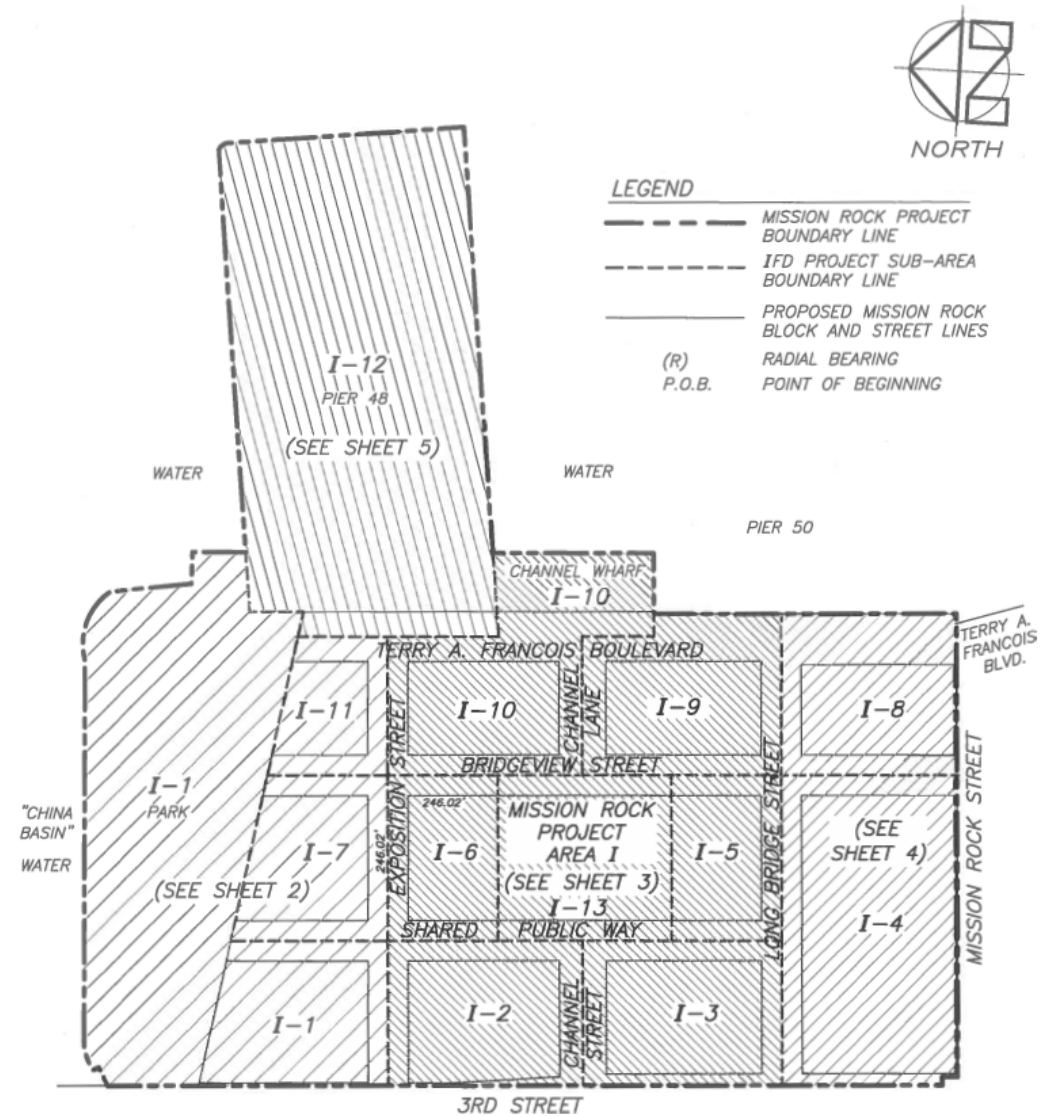 NORTH
LEGEND
MISSION ROCK PROJECT
BOUNDARY LINE
IFD PROJECT SUB-AREA
BOUNDARY LINE
PROPOSED MISSION ROCK
BLOCK AND STREET LINES
(R) RADIAL BEARING
P.O.B. POINT OF BEGINNING
I-12
PIER 48
(SEE SHEET 5)
WATER
WATER
PIER 50
CHANNEL WHARF
I-10
TERRY A.
FRANCOIS
BLVD.
TERRY A. FRANCOIS BOULEVARD
I-11
EXPOSITION STREET
I-10
CHANNEL
LANE
I-9
LONG BRIDGE STREET
I-8
MISSION ROCK STREET
BRIDGEVIEW STREET
I-1
PARK
"CHINA
BASIN"
WATER
(SEE SHEET 2)
I-7
246.02'
246.02'
I-6
MISSION ROCK
PROJECT
AREA I
(SEE SHEET 3)
I-13
I-5
(SEE
SHEET 4)
I-4
SHARED PUBLIC WAY
I-1
I-2
CHANNEL
STREET
I-3
3RD STREET